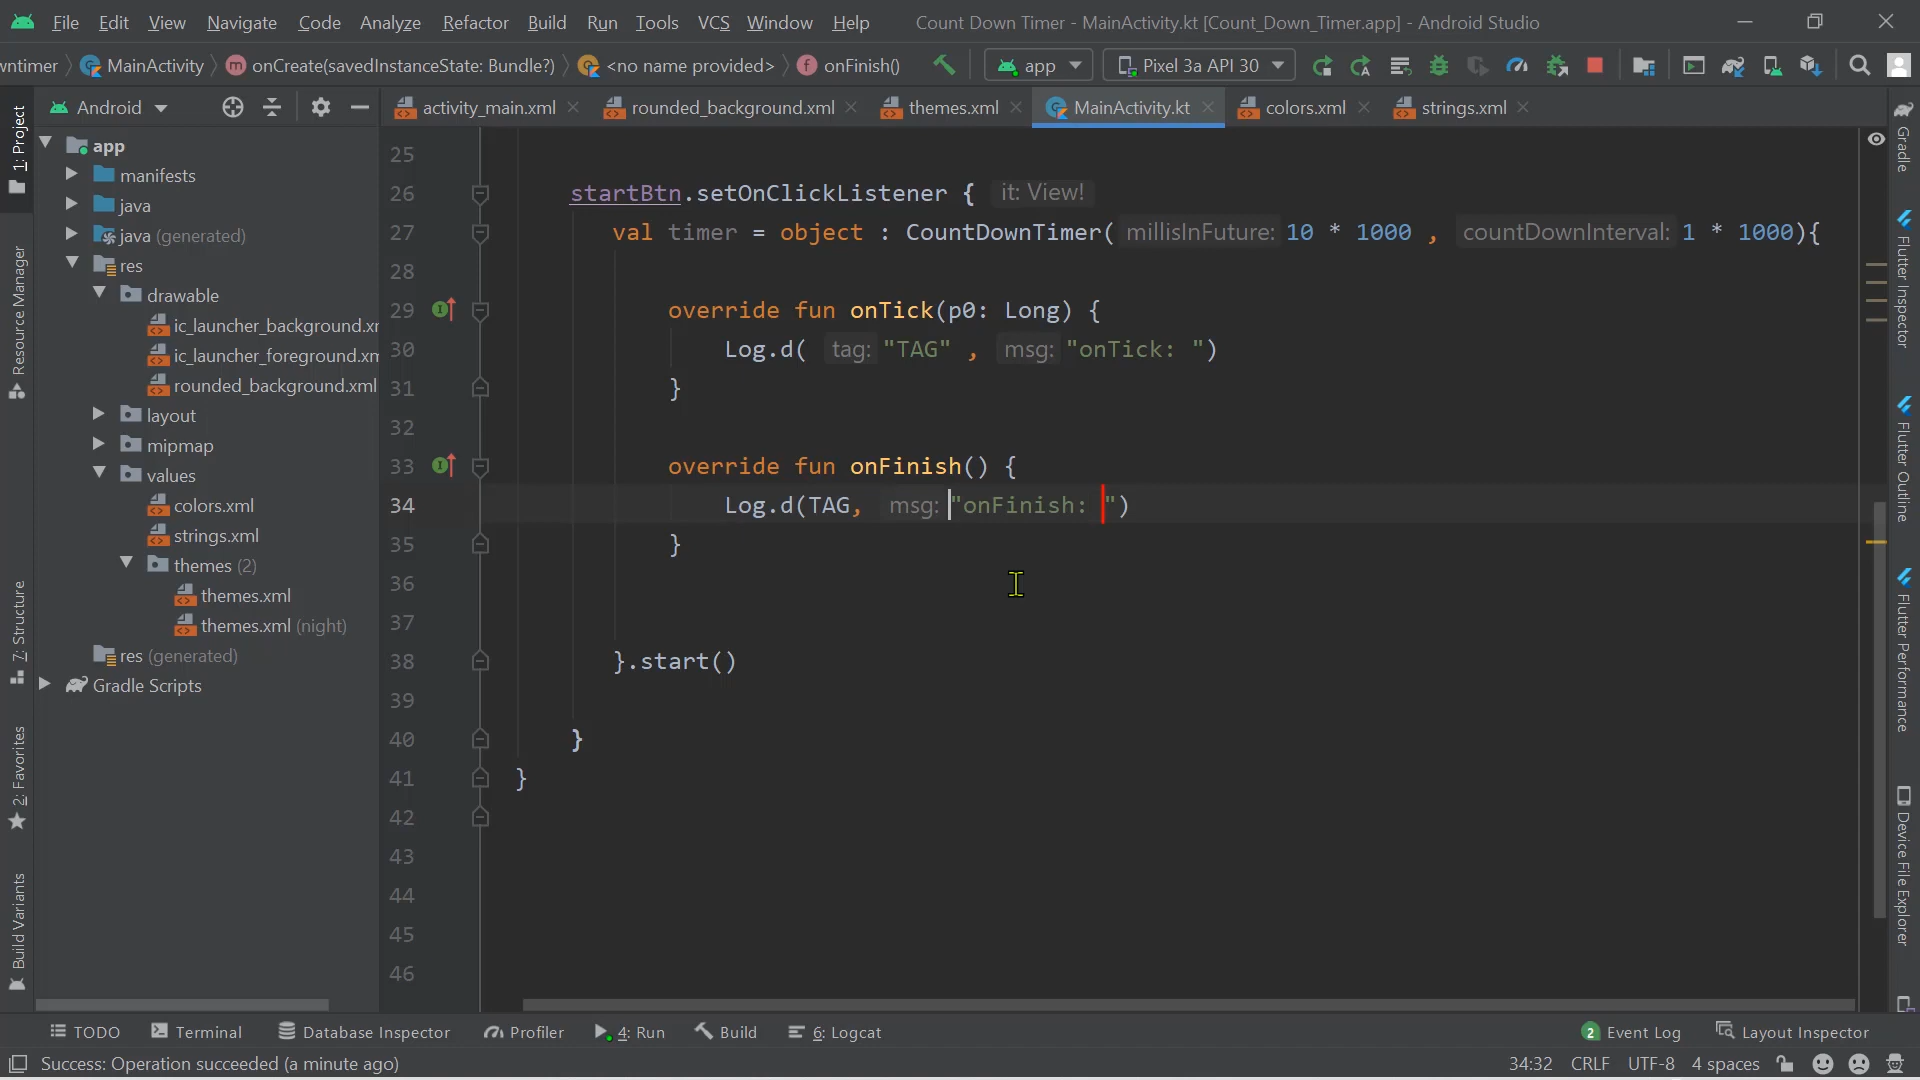 File Edit View Navigate Code Analyze Refactor Build Run Tools VCS Window Help Count Down Timer - MainActivity.kt [Count_Down_Timer.app] - Android Studio
wntimer MainActivity onCreate(savedInstanceState: Bundle?) <no name provided> onFinish() app Pixel 3a API 30
Android activity_main.xml rounded_background.xml themes.xml MainActivity.kt colors.xml strings.xml
1: Project
Resource Manager
7: Structure
2: Favorites
Build Variants
app
manifests
java
java (generated)
res
drawable
ic_launcher_background.xr
ic_launcher_foreground.xm
rounded_background.xml
layout
mipmap
values
colors.xml
strings.xml
themes (2)
themes.xml
themes.xml (night)
res (generated)
Gradle Scripts
25
26 startBtn.setOnClickListener { it: View!
27 val timer = object : CountDownTimer( millisInFuture: 10 * 1000 , countDownInterval: 1 * 1000){
28
29 override fun onTick(p0: Long) {
30 Log.d( tag: "TAG" , msg: "onTick: ")
31 }
32
33 override fun onFinish() {
34 Log.d(TAG, msg: "onFinish: ")
35 }
36
37
38 }.start()
39
40 }
41 }
42
43
44
45
46
Gradle
Flutter Inspector
Flutter Outline
Flutter Performance
Device File Explorer
TODO Terminal Database Inspector Profiler 4: Run Build 6: Logcat 2 Event Log Layout Inspector
Success: Operation succeeded (a minute ago) 34:32 CRLF UTF-8 4 spaces